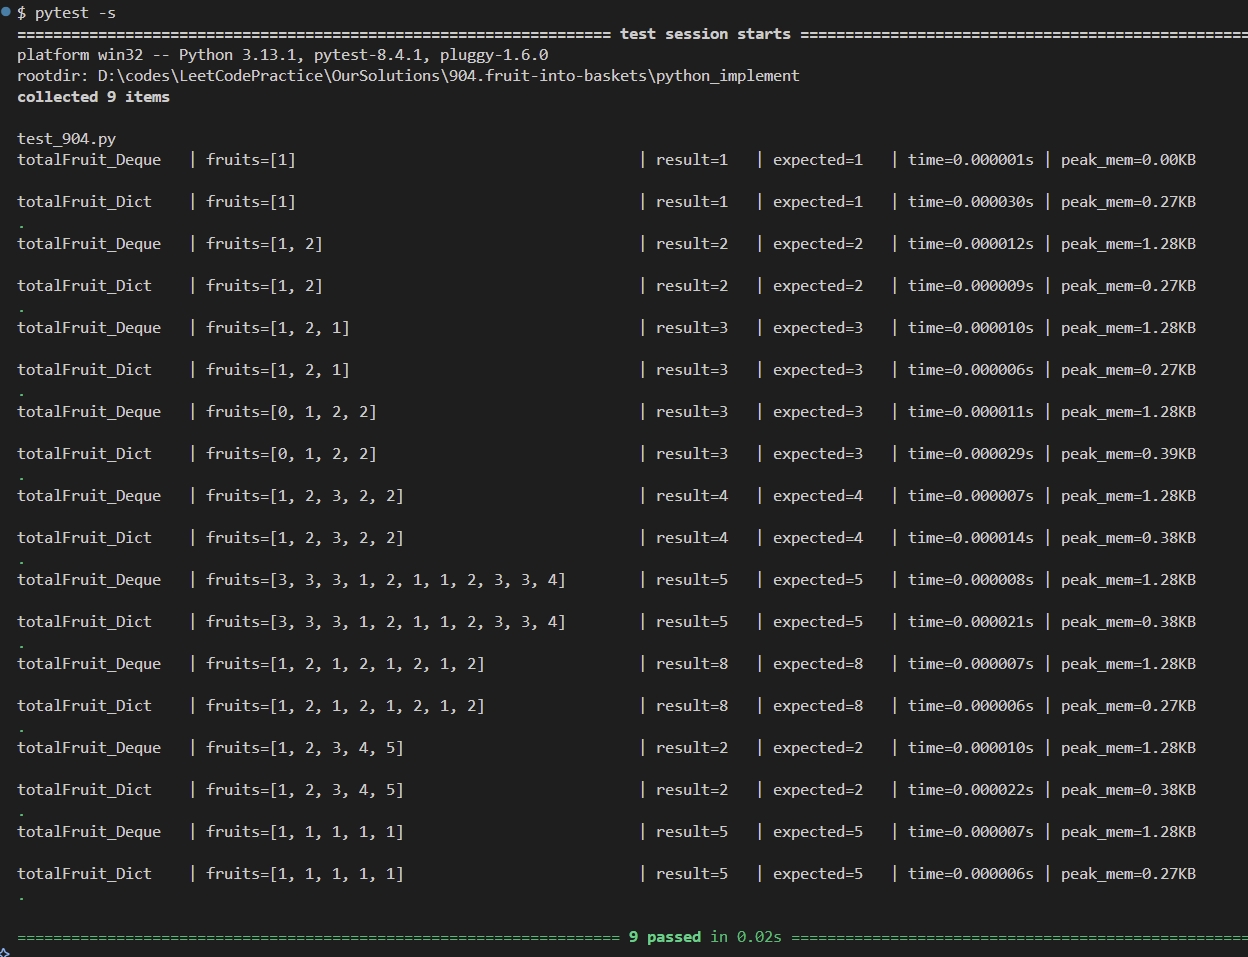 $ pytest -s
================================================================== test session starts ==================================================
platform win32 -- Python 3.13.1, pytest-8.4.1, pluggy-1.6.0
rootdir: D:\codes\LeetCodePractice\OurSolutions\904.fruit-into-baskets\python_implement
collected 9 items
test_904.py
totalFruit_Deque   | fruits=[1]                                      | result=1   | expected=1   | time=0.000001s | peak_mem=0.00KB
totalFruit_Dict    | fruits=[1]                                      | result=1   | expected=1   | time=0.000030s | peak_mem=0.27KB
.
totalFruit_Deque   | fruits=[1, 2]                                   | result=2   | expected=2   | time=0.000012s | peak_mem=1.28KB
totalFruit_Dict    | fruits=[1, 2]                                   | result=2   | expected=2   | time=0.000009s | peak_mem=0.27KB
.
totalFruit_Deque   | fruits=[1, 2, 1]                                | result=3   | expected=3   | time=0.000010s | peak_mem=1.28KB
totalFruit_Dict    | fruits=[1, 2, 1]                                | result=3   | expected=3   | time=0.000006s | peak_mem=0.27KB
.
totalFruit_Deque   | fruits=[0, 1, 2, 2]                             | result=3   | expected=3   | time=0.000011s | peak_mem=1.28KB
totalFruit_Dict    | fruits=[0, 1, 2, 2]                             | result=3   | expected=3   | time=0.000029s | peak_mem=0.39KB
.
totalFruit_Deque   | fruits=[1, 2, 3, 2, 2]                          | result=4   | expected=4   | time=0.000007s | peak_mem=1.28KB
totalFruit_Dict    | fruits=[1, 2, 3, 2, 2]                          | result=4   | expected=4   | time=0.000014s | peak_mem=0.38KB
.
totalFruit_Deque   | fruits=[3, 3, 3, 1, 2, 1, 1, 2, 3, 3, 4]        | result=5   | expected=5   | time=0.000008s | peak_mem=1.28KB
totalFruit_Dict    | fruits=[3, 3, 3, 1, 2, 1, 1, 2, 3, 3, 4]        | result=5   | expected=5   | time=0.000021s | peak_mem=0.38KB
.
totalFruit_Deque   | fruits=[1, 2, 1, 2, 1, 2, 1, 2]                 | result=8   | expected=8   | time=0.000007s | peak_mem=1.28KB
totalFruit_Dict    | fruits=[1, 2, 1, 2, 1, 2, 1, 2]                 | result=8   | expected=8   | time=0.000006s | peak_mem=0.27KB
.
totalFruit_Deque   | fruits=[1, 2, 3, 4, 5]                          | result=2   | expected=2   | time=0.000010s | peak_mem=1.28KB
totalFruit_Dict    | fruits=[1, 2, 3, 4, 5]                          | result=2   | expected=2   | time=0.000022s | peak_mem=0.38KB
.
totalFruit_Deque   | fruits=[1, 1, 1, 1, 1]                          | result=5   | expected=5   | time=0.000007s | peak_mem=1.28KB
totalFruit_Dict    | fruits=[1, 1, 1, 1, 1]                          | result=5   | expected=5   | time=0.000006s | peak_mem=0.27KB
.
=================================================================== 9 passed in 0.02s ===================================================